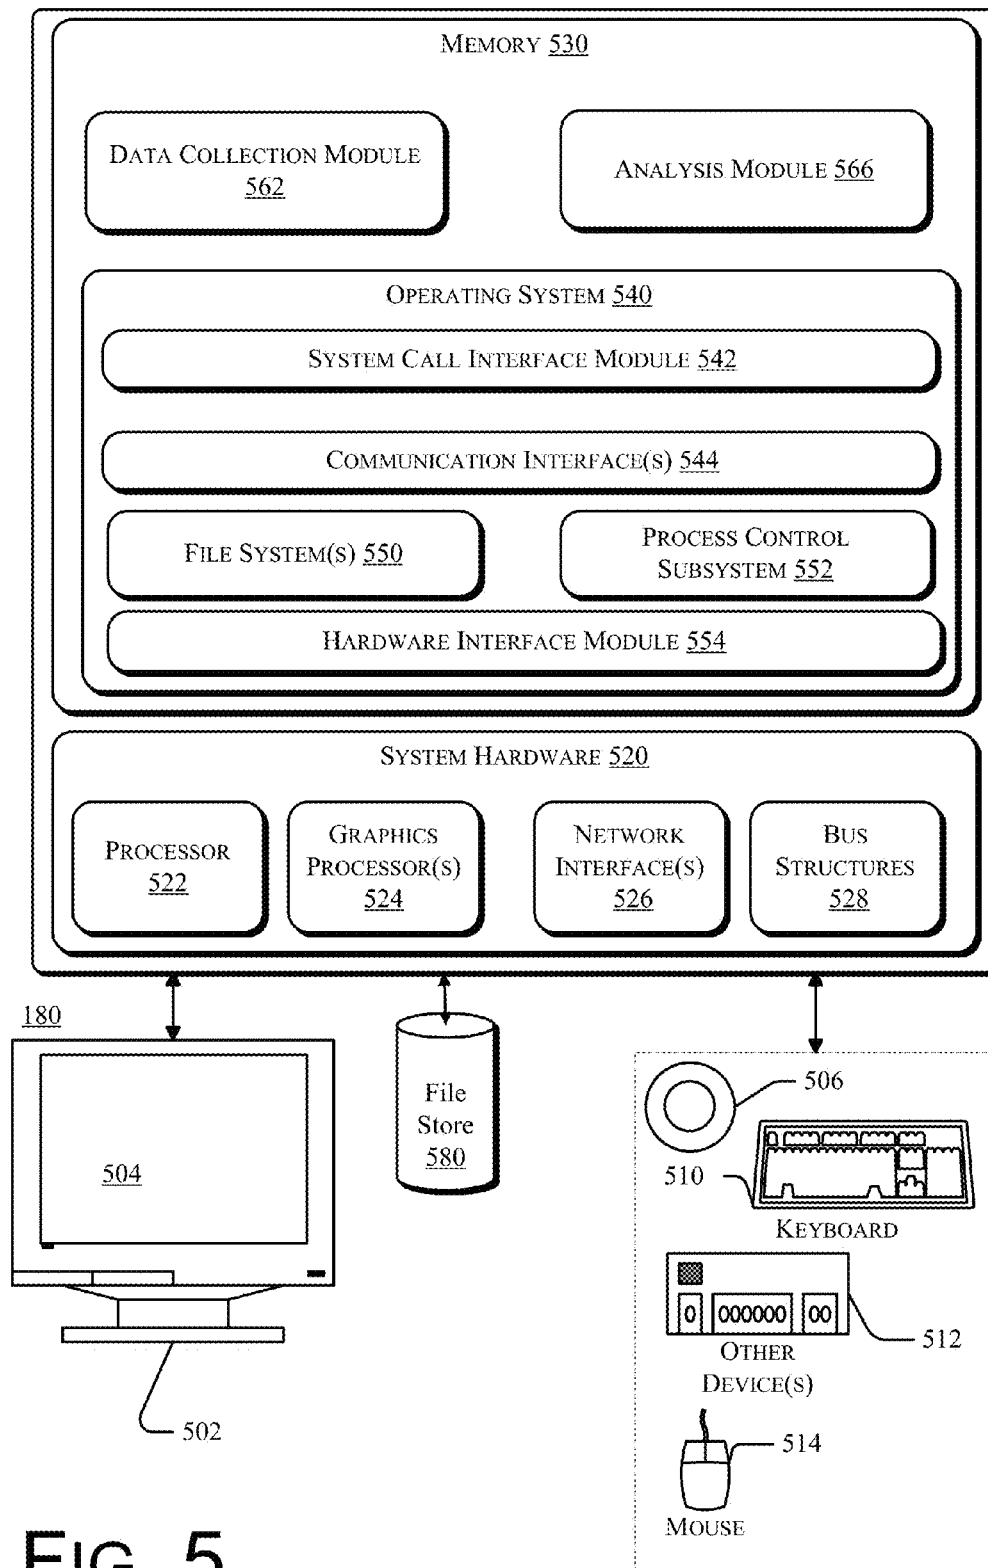 MEMORY 530
DATA COLLECTION MODULE
562
ANALYSIS MODULE 566
OPERATING SYSTEM 540
SYSTEM CALL INTERFACE MODULE 542
COMMUNICATION INTERFACE(S) 544
FILE SYSTEM(S) 550
PROCESS CONTROL
SUBSYSTEM 552
HARDWARE INTERFACE MODULE 554
SYSTEM HARDWARE 520
PROCESSOR
522
GRAPHICS
PROCESSOR(S)
524
NETWORK
INTERFACE(S)
526
BUS
STRUCTURES
528
180
504
502
File
Store
580
506
510
KEYBOARD
0 000000 00
512
OTHER
DEVICE(S)
514
MOUSE
FIG. 5